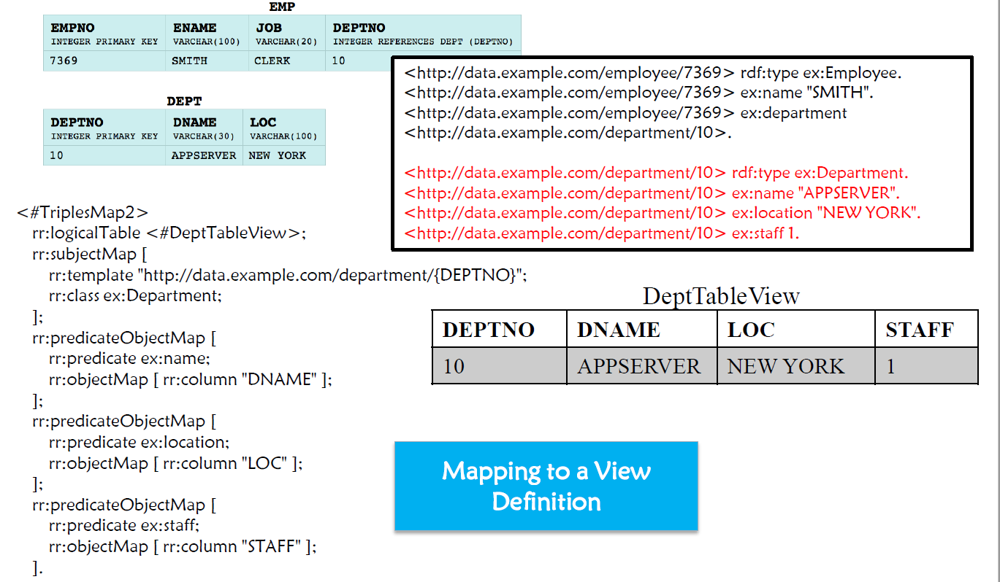 EMP
EMPNO ENAME JOB DEPTNO
INTEGER PRIMARY KEY VARCHAR(100) VARCHAR(20) INTEGER REFERENCES DEPT (DEPTNO)
7369 SMITH CLERK 10
DEPT
DEPTNO DNAME LOC
INTEGER PRIMARY KEY VARCHAR(30) VARCHAR(100)
10 APPSERVER NEW YORK
<http://data.example.com/employee/7369> rdf:type ex:Employee.
<http://data.example.com/employee/7369> ex:name "SMITH".
<http://data.example.com/employee/7369> ex:department
<http://data.example.com/department/10>.
<http://data.example.com/department/10> rdf:type ex:Department.
<http://data.example.com/department/10> ex:name "APPSERVER".
<http://data.example.com/department/10> ex:location "NEW YORK".
<http://data.example.com/department/10> ex:staff 1.
<#TriplesMap2>
rr:logicalTable <#DeptTableView>;
rr:subjectMap [
rr:template "http://data.example.com/department/{DEPTNO}";
rr:class ex:Department;
];
rr:predicateObjectMap [
rr:predicate ex:name;
rr:objectMap [ rr:column "DNAME" ];
];
rr:predicateObjectMap [
rr:predicate ex:location;
rr:objectMap [ rr:column "LOC" ];
];
rr:predicateObjectMap [
rr:predicate ex:staff;
rr:objectMap [ rr:column "STAFF" ];
].
DeptTableView
DEPTNO DNAME LOC STAFF
10 APPSERVER NEW YORK 1
Mapping to a View
Definition